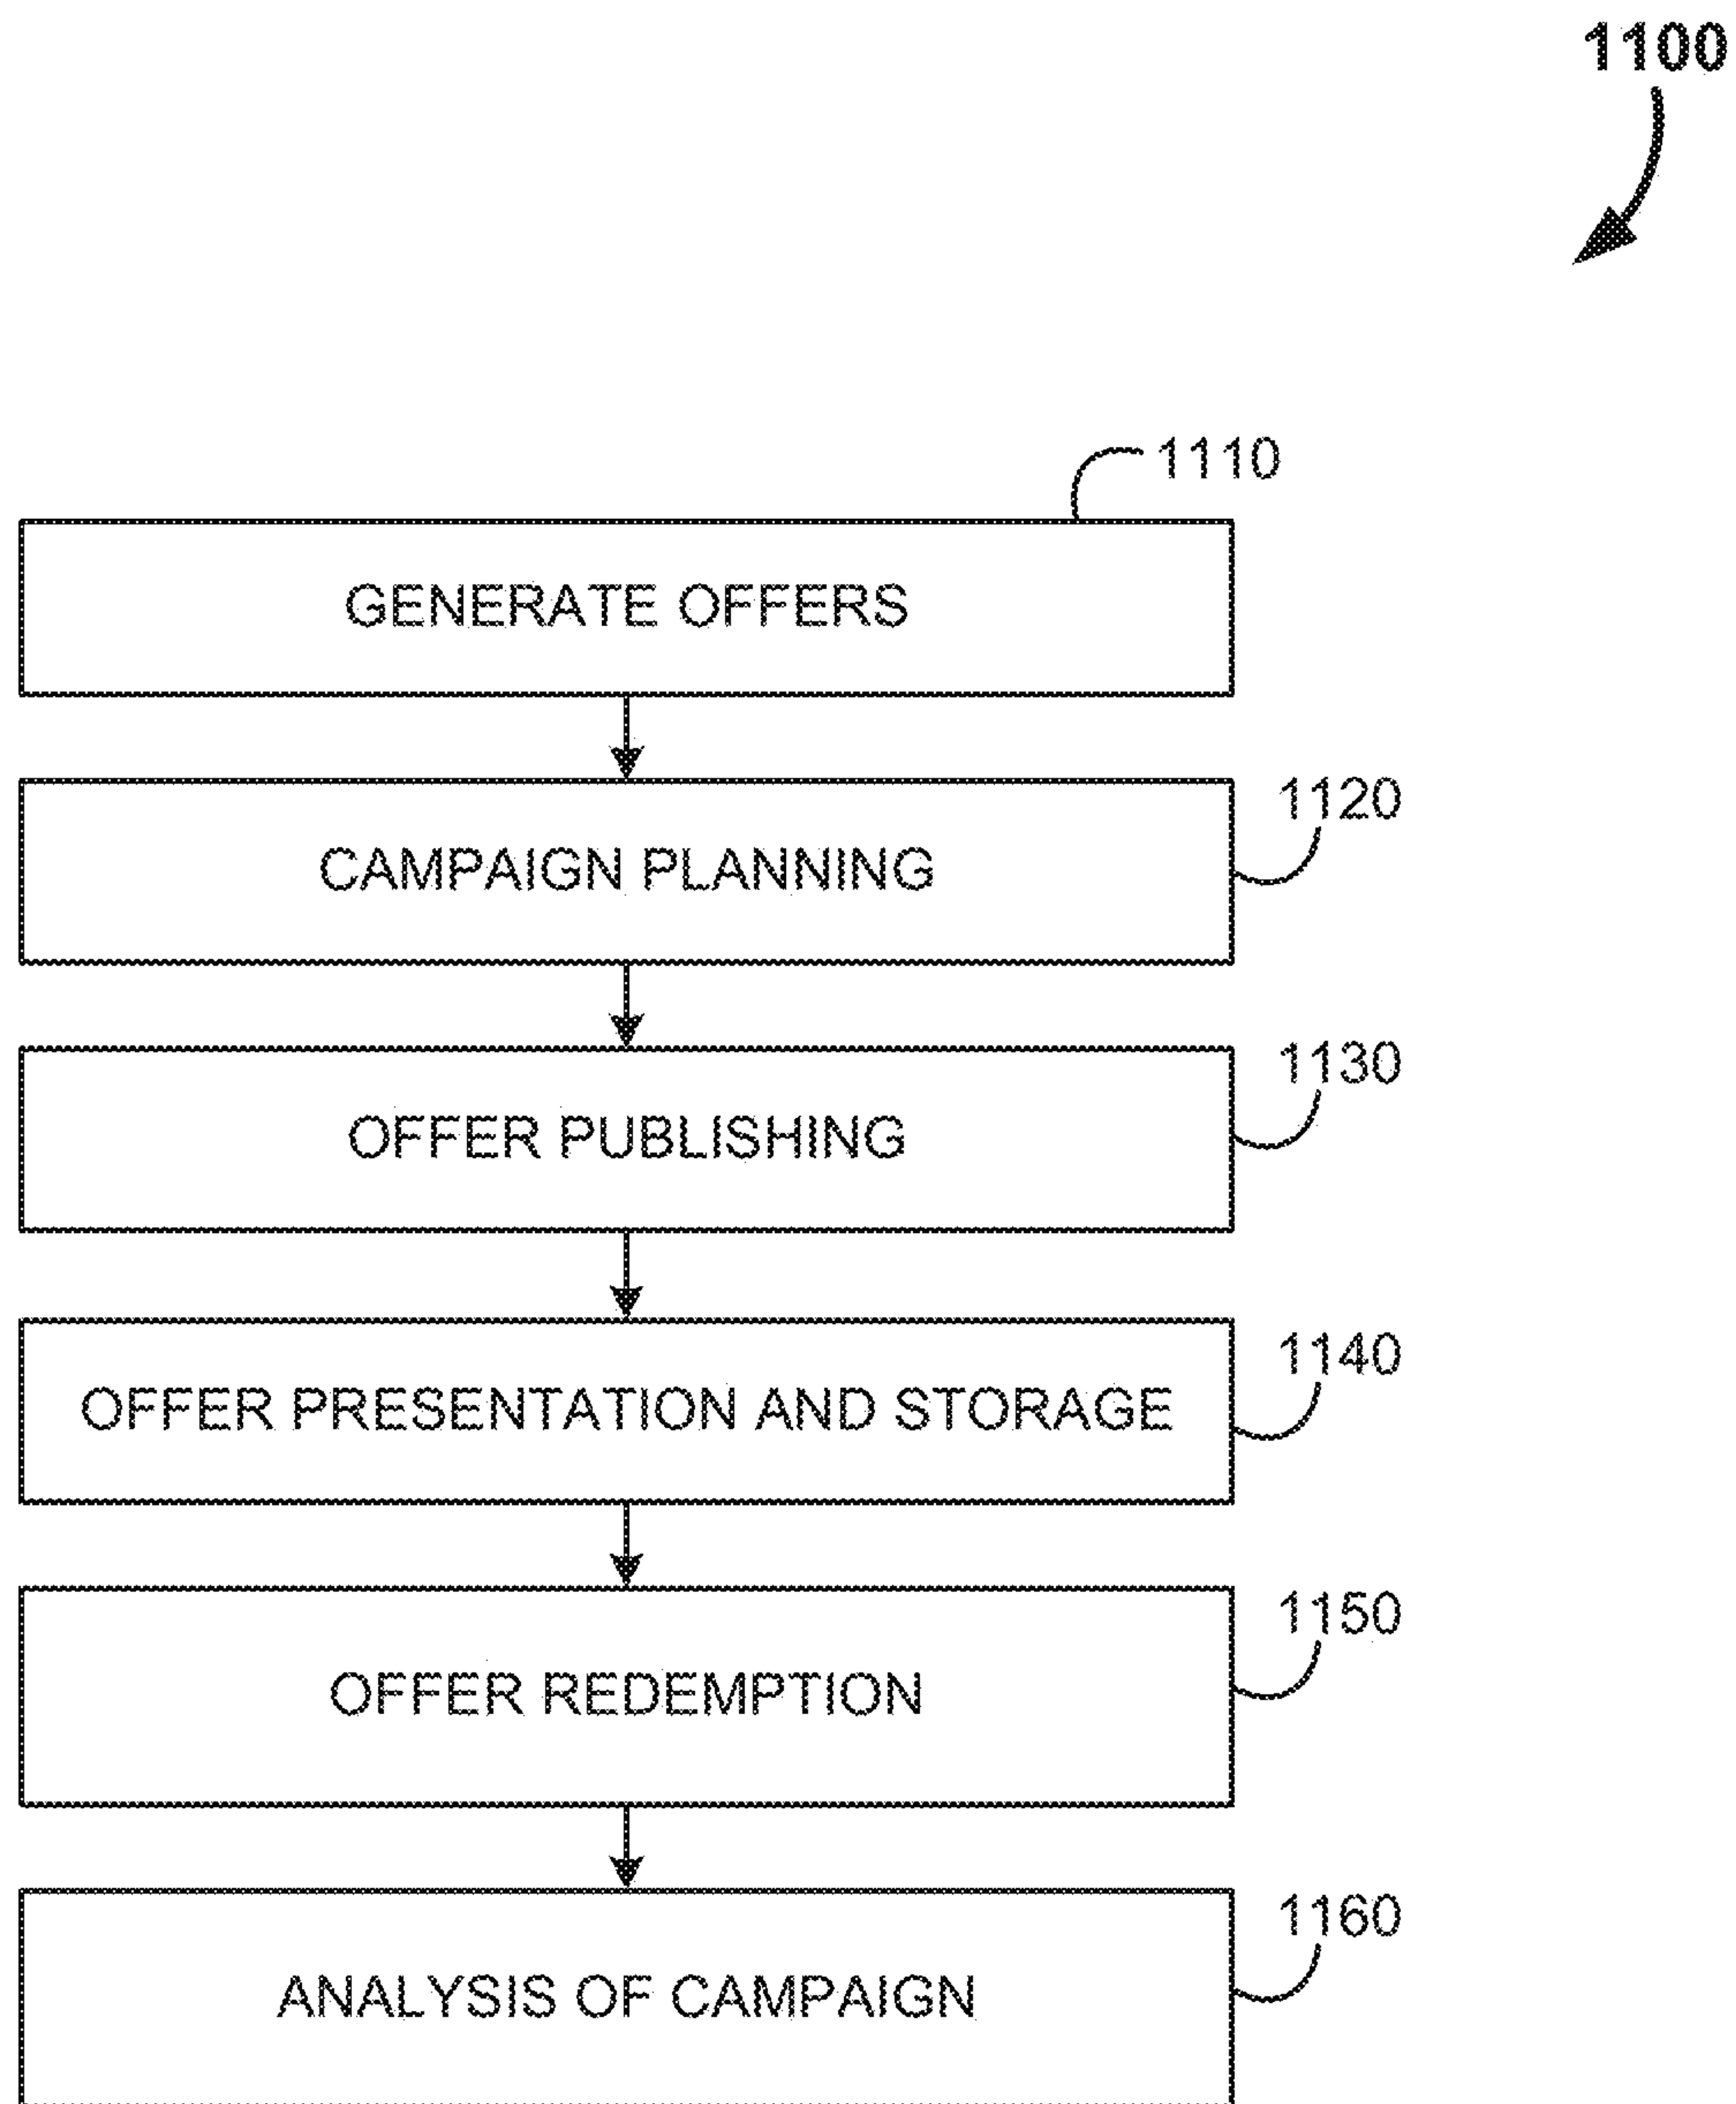 1100
1110
GENERATE OFFERS
1120
CAMPAIGN PLANNING
1130
OFFER PUBLISHING
1140
OFFER PRESENTATION AND STORAGE
1150
OFFER REDEMPTION
1160
ANALYSIS OF CAMPAIGN